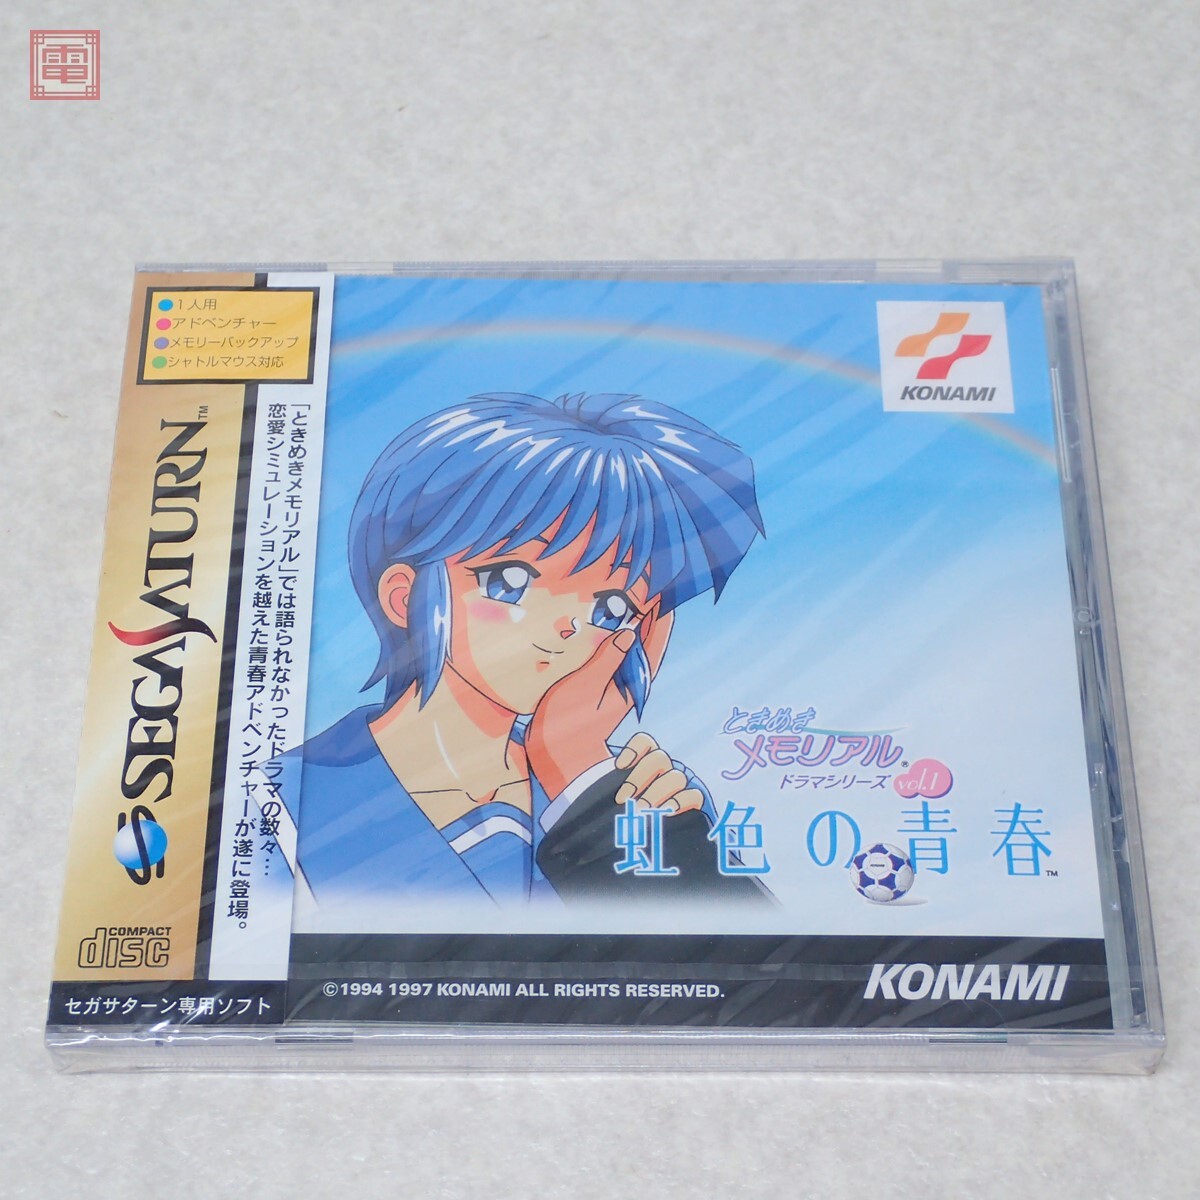 電
1人用
アドベンチャー
メモリーバックアップ
シャトルマウス対応
SEGA SATURN™
COMPACT
disc
セガサターン専用ソフト
「ときめきメモリアル」では語られなかったドラマの数々…
恋愛シミュレーションを越えた青春アドベンチャーが遂に登場。
KONAMI
ときめき
メモリアル®
ドラマシリーズ vol.1
虹色の青春™
©1994 1997 KONAMI ALL RIGHTS RESERVED.
KONAMI